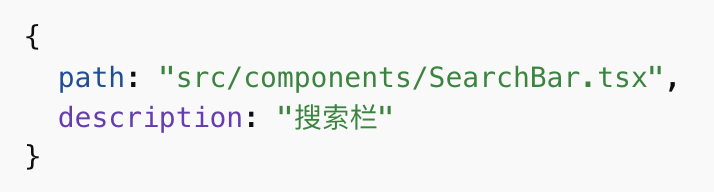 {
  path: "src/components/SearchBar.tsx",
  description: "搜索栏"
}